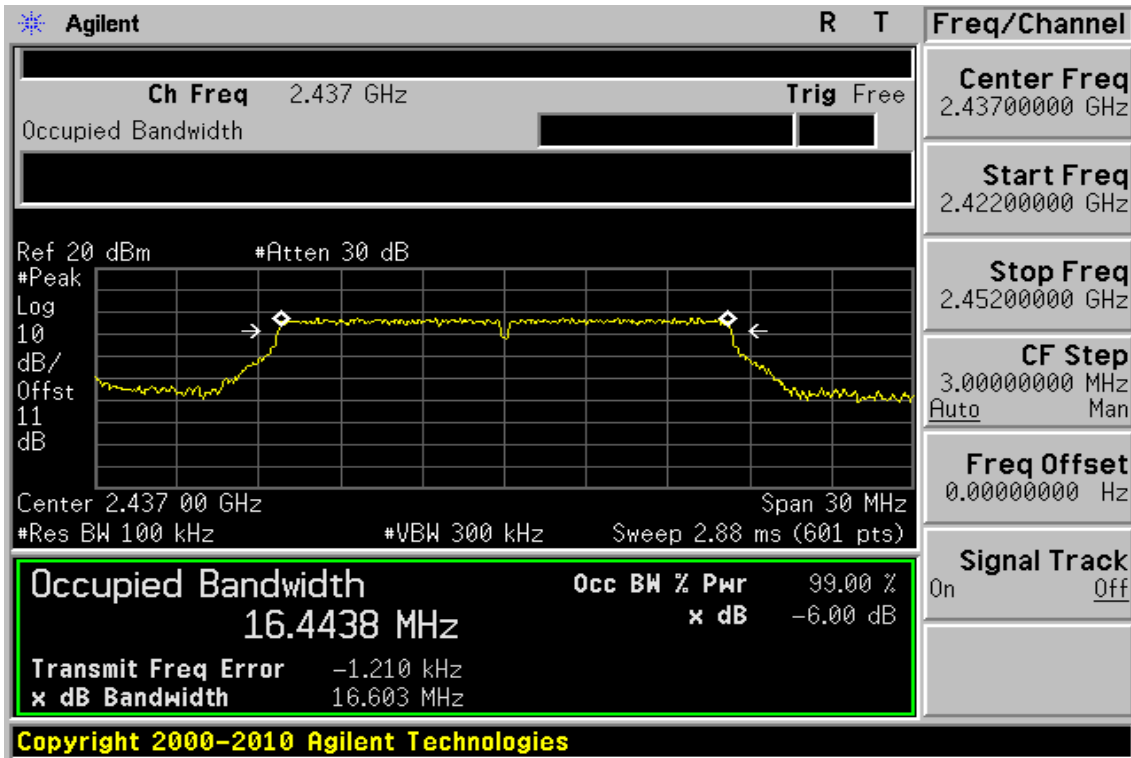 Agilent R T
Ch Freq 2.437 GHz Trig Free
Occupied Bandwidth
Ref 20 dBm #Atten 30 dB
#Peak
Log
10
dB/
Offst
11
dB
Center 2.437 00 GHz Span 30 MHz
#Res BW 100 kHz #VBW 300 kHz Sweep 2.88 ms (601 pts)
Occupied Bandwidth Occ BW % Pwr 99.00 %
16.4438 MHz x dB -6.00 dB
Transmit Freq Error -1.210 kHz
x dB Bandwidth 16.603 MHz
Copyright 2000-2010 Agilent Technologies
Freq/Channel
Center Freq
2.43700000 GHz
Start Freq
2.42200000 GHz
Stop Freq
2.45200000 GHz
CF Step
3.00000000 MHz
Auto Man
Freq Offset
0.00000000 Hz
Signal Track
On Off